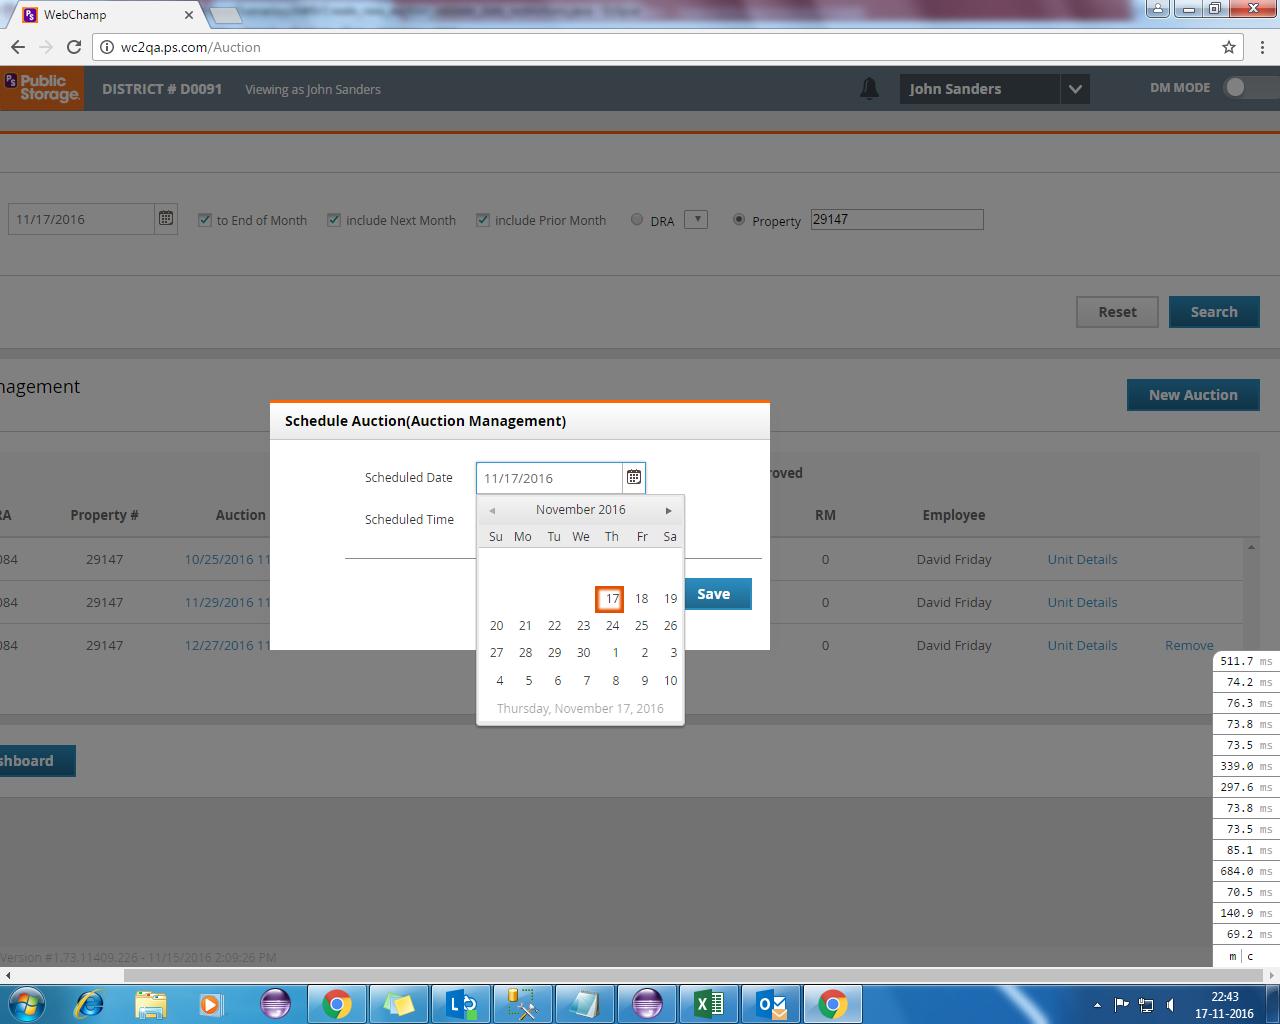 WebChamp
wc2qa.ps.com/Auction
PS Public Storage.
DISTRICT # D0091
Viewing as John Sanders
John Sanders
DM MODE
11/17/2016
to End of Month
include Next Month
include Prior Month
DRA
Property
29147
Reset
Search
nagement
New Auction
Schedule Auction(Auction Management)
Scheduled Date
11/17/2016
Scheduled Time
Save
November 2016
Su Mo Tu We Th Fr Sa
17 18 19
20 21 22 23 24 25 26
27 28 29 30 1 2 3
4 5 6 7 8 9 10
Thursday, November 17, 2016
roved
RA Property # Auction RM Employee
084 29147 10/25/2016 11 0 David Friday Unit Details
084 29147 11/29/2016 11 0 David Friday Unit Details
084 29147 12/27/2016 11 0 David Friday Unit Details Remove
shboard
511.7 ms
74.2 ms
76.3 ms
73.8 ms
73.5 ms
339.0 ms
297.6 ms
73.8 ms
73.5 ms
85.1 ms
684.0 ms
70.5 ms
140.9 ms
69.2 ms
m | c
Version #1.73.11409.226 - 11/15/2016 2:09:26 PM
22:43
17-11-2016